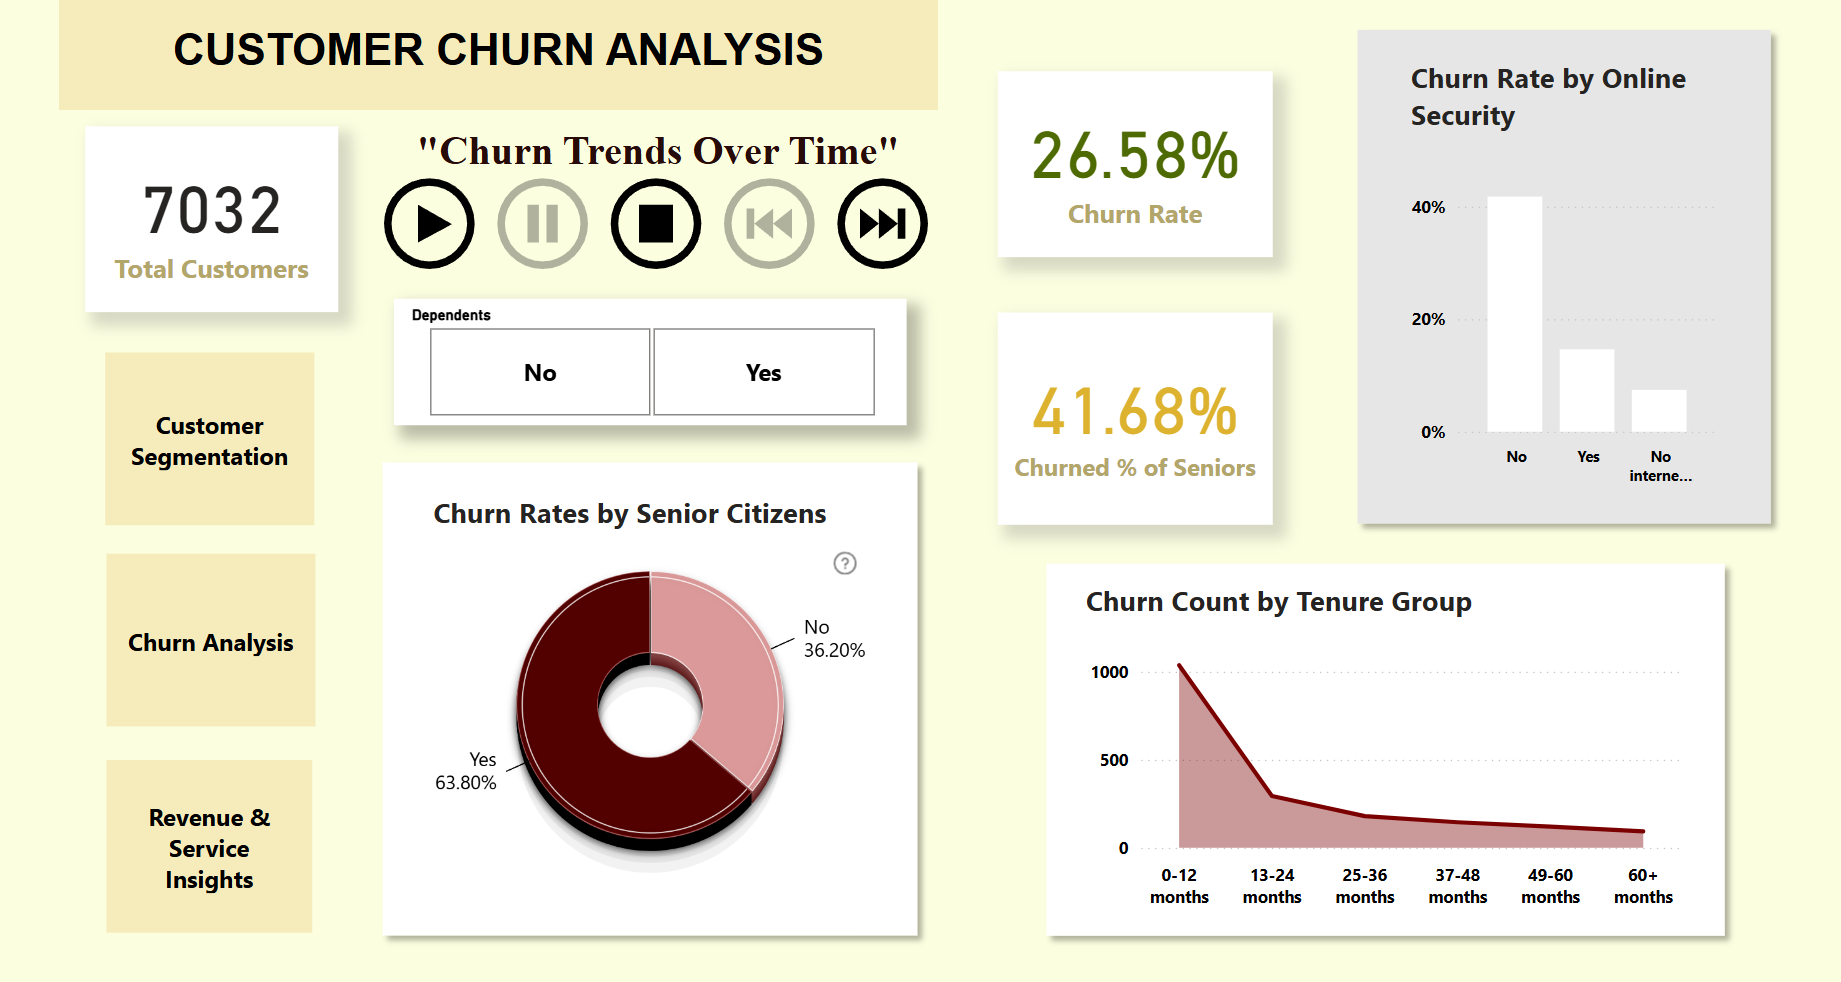 CUSTOMER CHURN ANALYSIS
7032
Total Customers
"Churn Trends Over Time"
Dependents
No
Yes
Customer
Segmentation
Churn Analysis
Revenue &
Service
Insights
Churn Rates by Senior Citizens
?
No
36.20%
Yes
63.80%
26.58%
Churn Rate
41.68%
Churned % of Seniors
Churn Rate by Online
Security
40%
20%
0%
No
Yes
No
interne...
Churn Count by Tenure Group
1000
500
0
0-12
months
13-24
months
25-36
months
37-48
months
49-60
months
60+
months